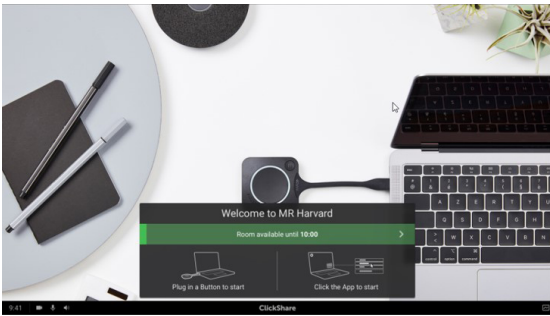 Welcome to MR Harvard
Room available until 10:00
Plug in a Button to start
Click the App to start
9:41
ClickShare